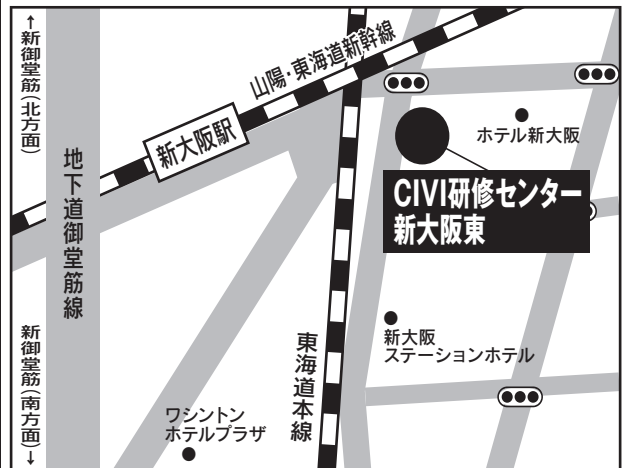 ↑新御堂筋(北方面)
山陽・東海道新幹線
新大阪駅
ホテル新大阪
地下道御堂筋線
CIVI研修センター
新大阪東
新大阪
ステーションホテル
東海道本線
新御堂筋(南方面)↓
ワシントン
ホテルプラザ